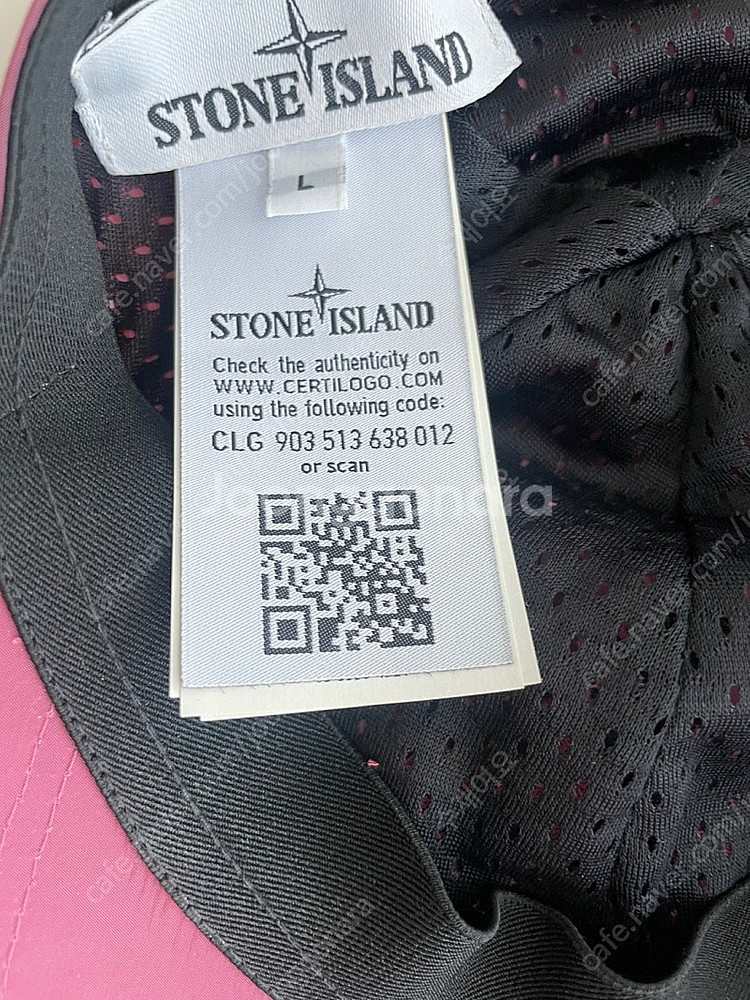 STONE ISLAND
L
STONE ISLAND
Check the authenticity on
WWW.CERTILOGO.COM
using the following code:
CLG 903 513 638 012
or scan
Joonggonara